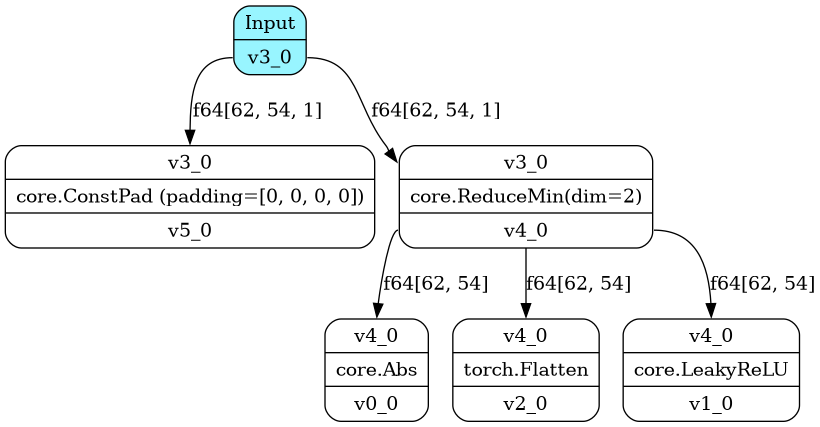 Input
v3_0
f64[62, 54, 1]
f64[62, 54, 1]
v3_0
core.ConstPad (padding=[0, 0, 0, 0])
v5_0
v3_0
core.ReduceMin(dim=2)
v4_0
f64[62, 54]
f64[62, 54]
f64[62, 54]
v4_0
core.Abs
v0_0
v4_0
torch.Flatten
v2_0
v4_0
core.LeakyReLU
v1_0